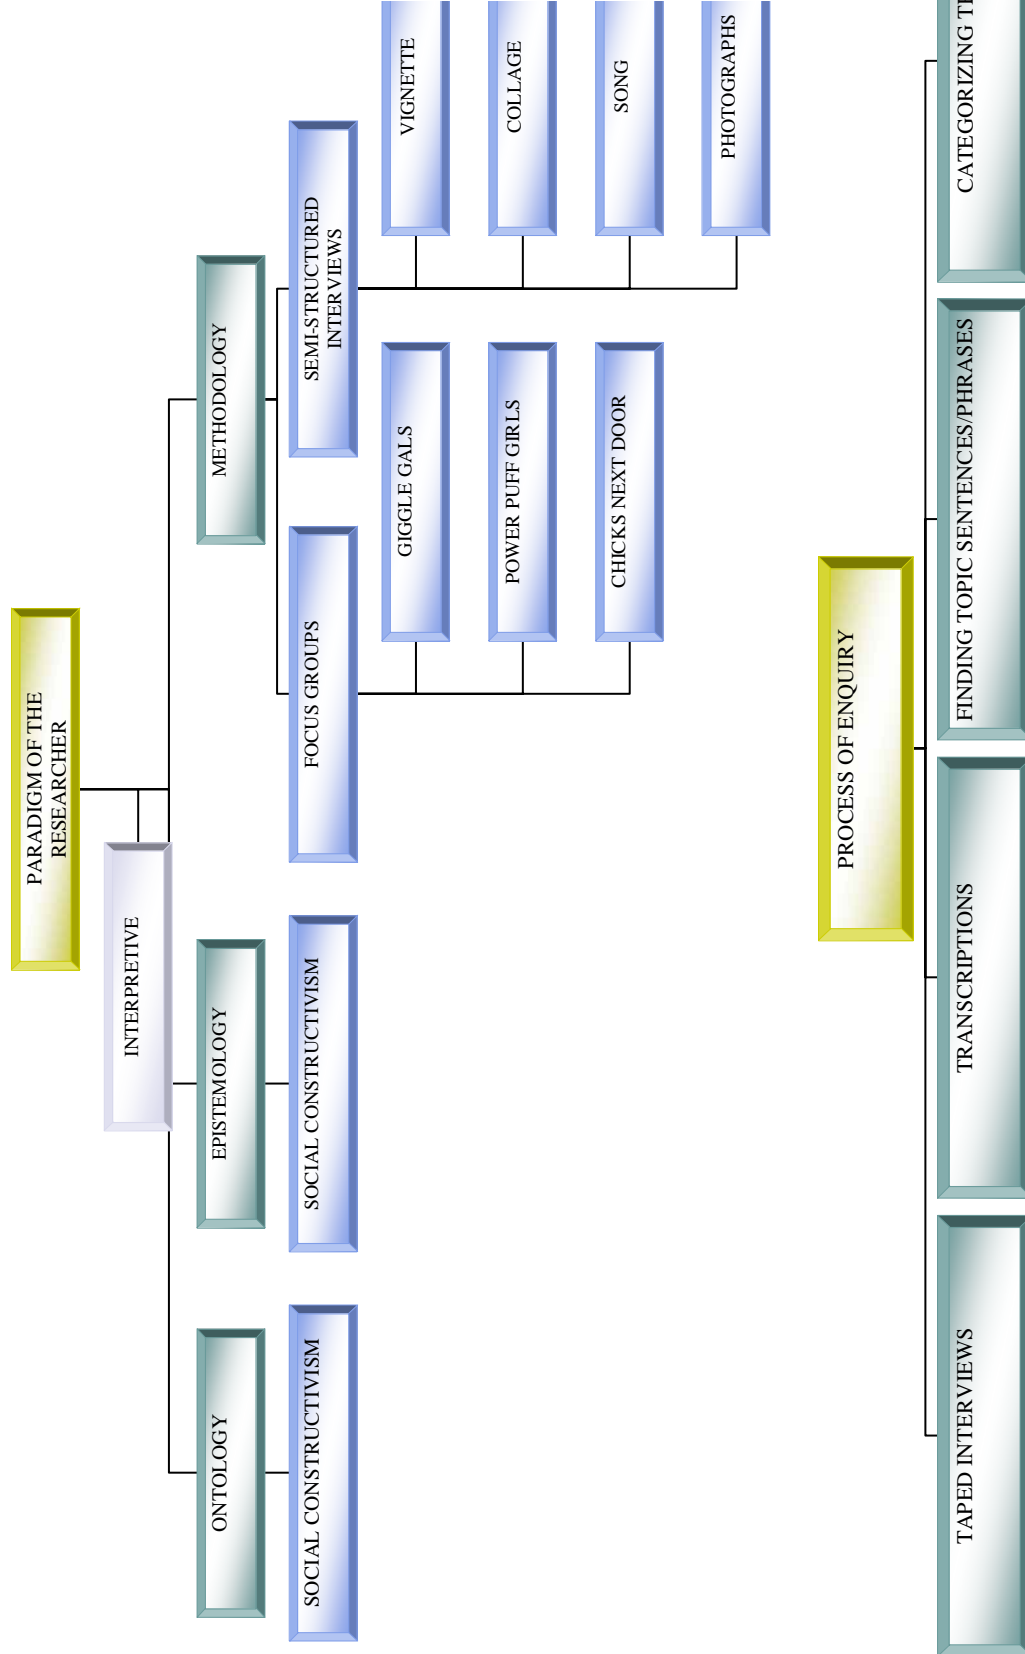 PARADIGM OF THE
RESEARCHER
INTERPRETIVE
ONTOLOGY
EPISTEMOLOGY
METHODOLOGY
SOCIAL CONSTRUCTIVISM
SOCIAL CONSTRUCTIVISM
FOCUS GROUPS
SEMI-STRUCTURED
INTERVIEWS
GIGGLE GALS
POWER PUFF GIRLS
CHICKS NEXT DOOR
VIGNETTE
COLLAGE
SONG
PHOTOGRAPHS
PROCESS OF ENQUIRY
TAPED INTERVIEWS
TRANSCRIPTIONS
FINDING TOPIC SENTENCES/PHRASES
CATEGORIZING